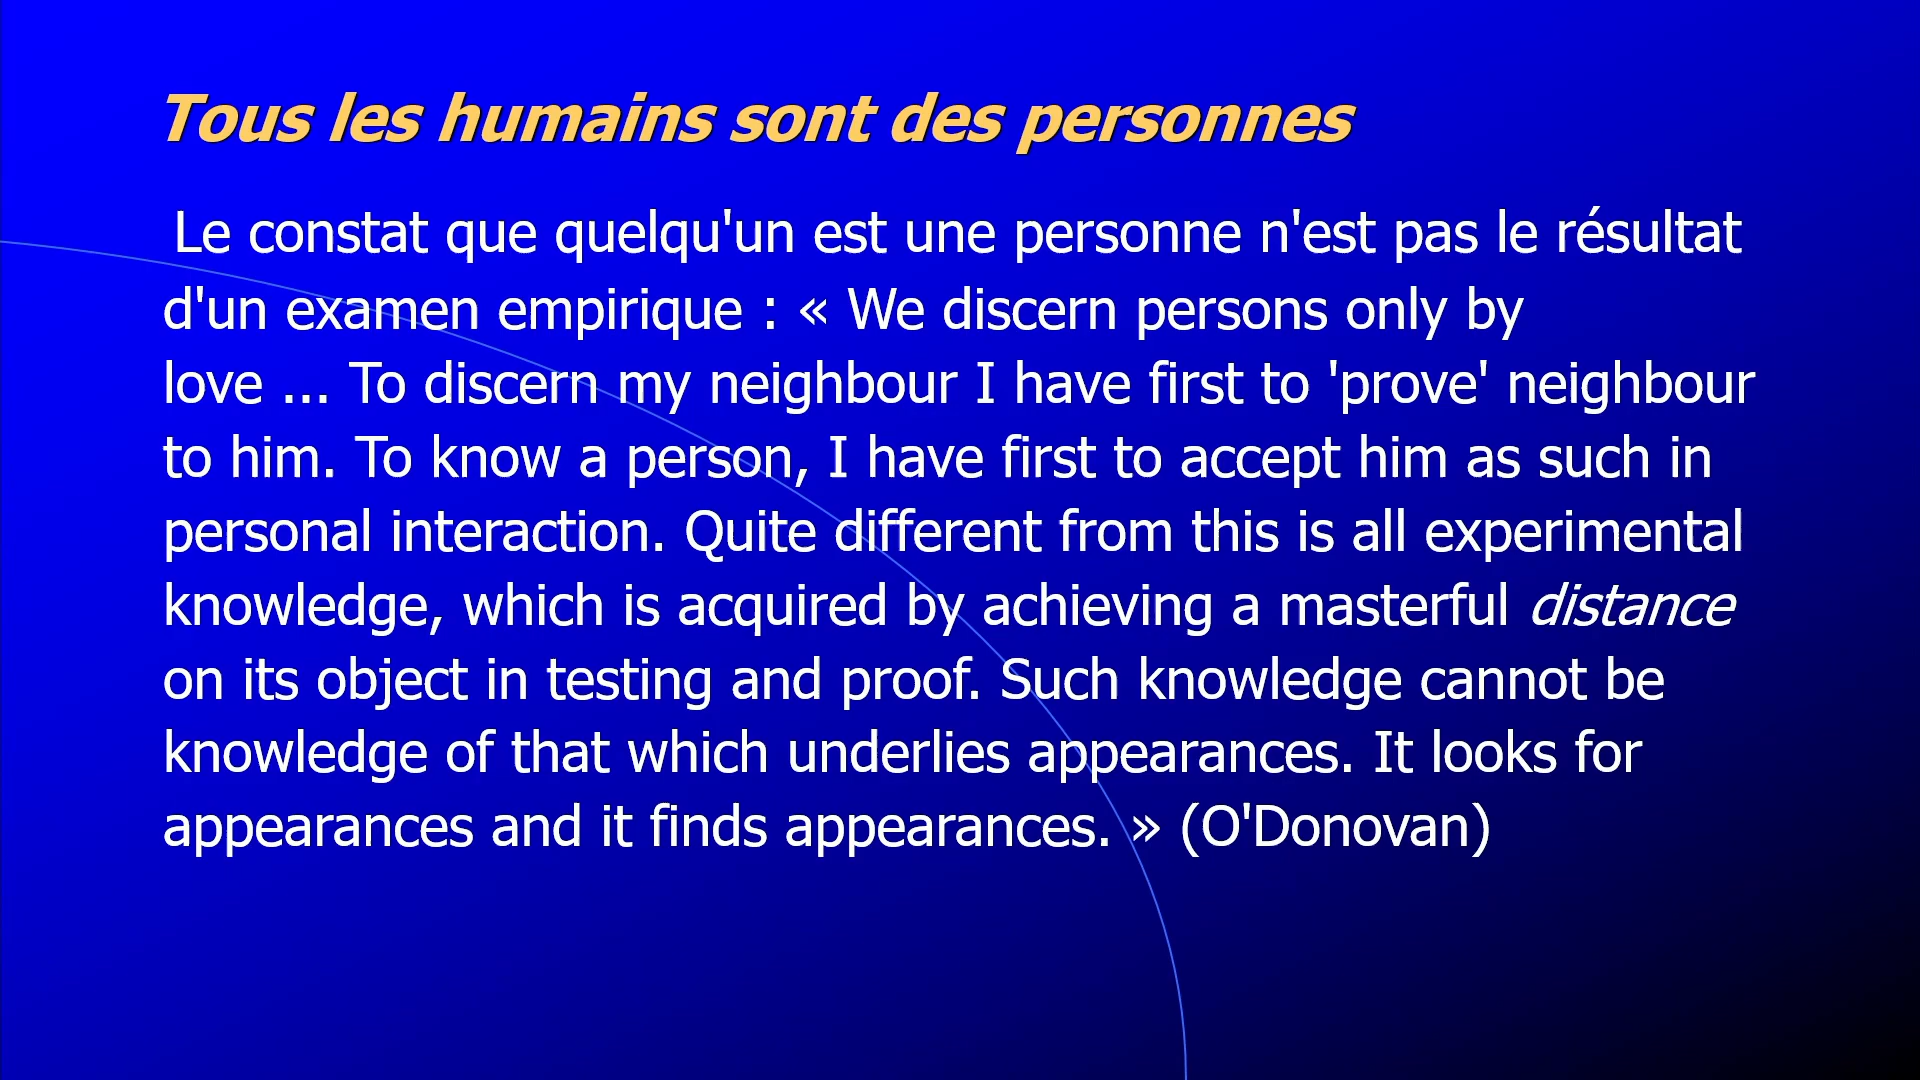 Tous les humains sont des personnes
Le constat que quelqu'un est une personne n'est pas le résultat
d'un examen empirique : « We discern persons only by
love ... To discern my neighbour I have first to 'prove' neighbour
to him. To know a person, I have first to accept him as such in
personal interaction. Quite different from this is all experimental
knowledge, which is acquired by achieving a masterful distance
on its object in testing and proof. Such knowledge cannot be
knowledge of that which underlies appearances. It looks for
appearances and it finds appearances. » (O'Donovan)